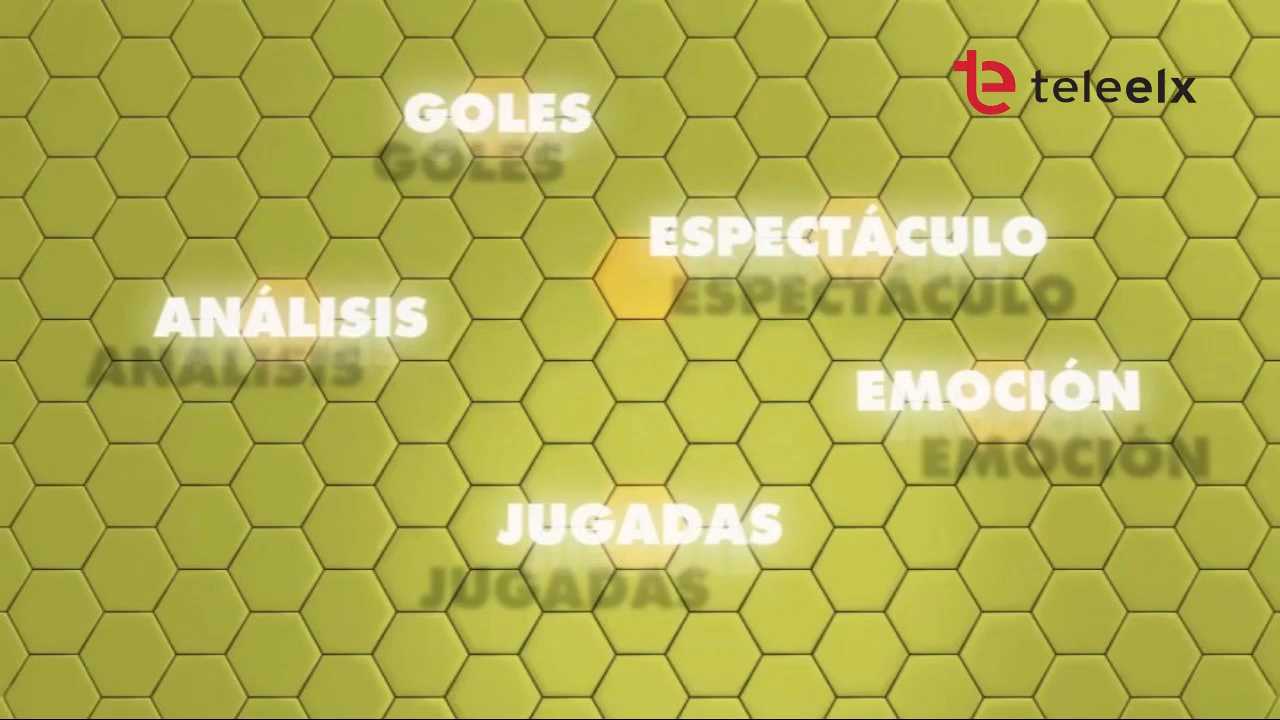 teleelx
GOLES
ESPECTÁCULO
ANÁLISIS
EMOCIÓN
JUGADAS